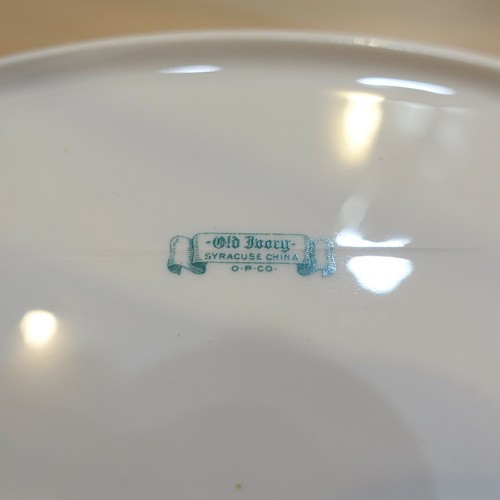 ·Old Ivory·
SYRACUSE CHINA
O·P·CO·